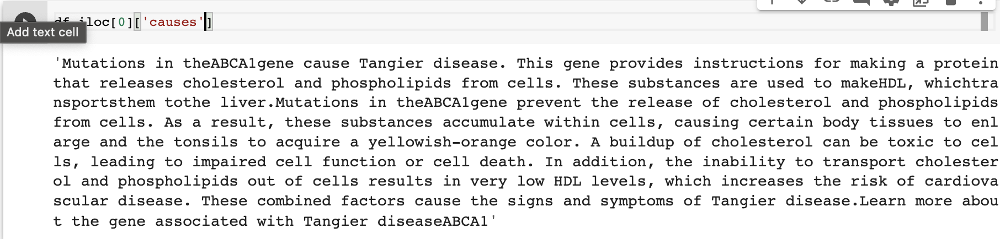 df.iloc[0]['causes']
Add text cell
'Mutations in theABCA1gene cause Tangier disease. This gene provides instructions for making a protein
that releases cholesterol and phospholipids from cells. These substances are used to makeHDL, whichtra
nsportsthem tothe liver.Mutations in theABCA1gene prevent the release of cholesterol and phospholipids
from cells. As a result, these substances accumulate within cells, causing certain body tissues to enl
arge and the tonsils to acquire a yellowish-orange color. A buildup of cholesterol can be toxic to cel
ls, leading to impaired cell function or cell death. In addition, the inability to transport cholester
ol and phospholipids out of cells results in very low HDL levels, which increases the risk of cardiova
scular disease. These combined factors cause the signs and symptoms of Tangier disease.Learn more abou
t the gene associated with Tangier diseaseABCA1'